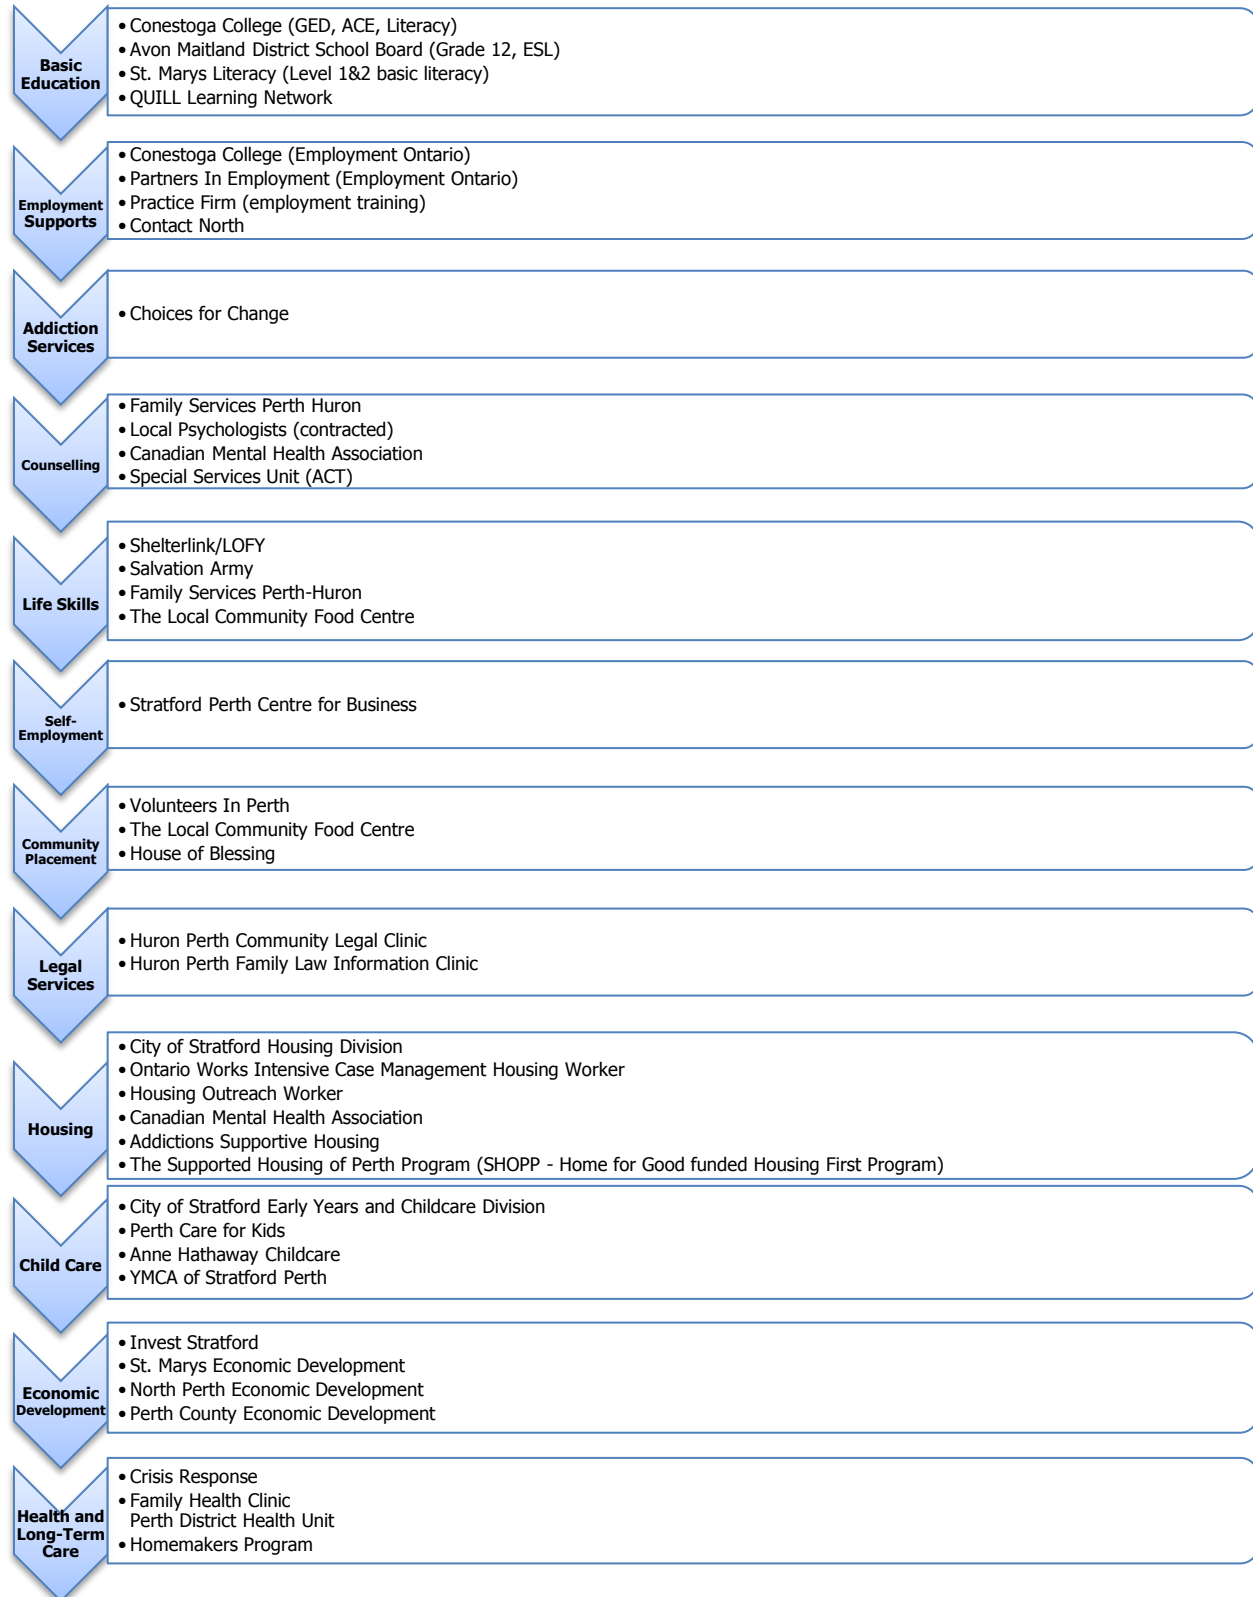 Basic
Education
• Conestoga College (GED, ACE, Literacy)
• Avon Maitland District School Board (Grade 12, ESL)
• St. Marys Literacy (Level 1&2 basic literacy)
• QUILL Learning Network
Employment
Supports
• Conestoga College (Employment Ontario)
• Partners In Employment (Employment Ontario)
• Practice Firm (employment training)
• Contact North
Addiction
Services
• Choices for Change
Counselling
• Family Services Perth Huron
• Local Psychologists (contracted)
• Canadian Mental Health Association
• Special Services Unit (ACT)
Life Skills
• Shelterlink/LOFY
• Salvation Army
• Family Services Perth-Huron
• The Local Community Food Centre
Self-
Employment
• Stratford Perth Centre for Business
Community
Placement
• Volunteers In Perth
• The Local Community Food Centre
• House of Blessing
Legal
Services
• Huron Perth Community Legal Clinic
• Huron Perth Family Law Information Clinic
Housing
• City of Stratford Housing Division
• Ontario Works Intensive Case Management Housing Worker
• Housing Outreach Worker
• Canadian Mental Health Association
• Addictions Supportive Housing
• The Supported Housing of Perth Program (SHOPP - Home for Good funded Housing First Program)
Child Care
• City of Stratford Early Years and Childcare Division
• Perth Care for Kids
• Anne Hathaway Childcare
• YMCA of Stratford Perth
Economic
Development
• Invest Stratford
• St. Marys Economic Development
• North Perth Economic Development
• Perth County Economic Development
Health and
Long-Term
Care
• Crisis Response
• Family Health Clinic
Perth District Health Unit
• Homemakers Program